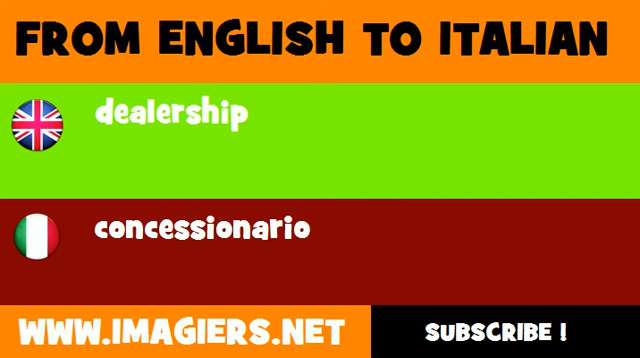 FROM ENGLISH TO ITALIAN
dealership
concessionario
WWW.IMAGIERS.NET
SUBSCRIBE !